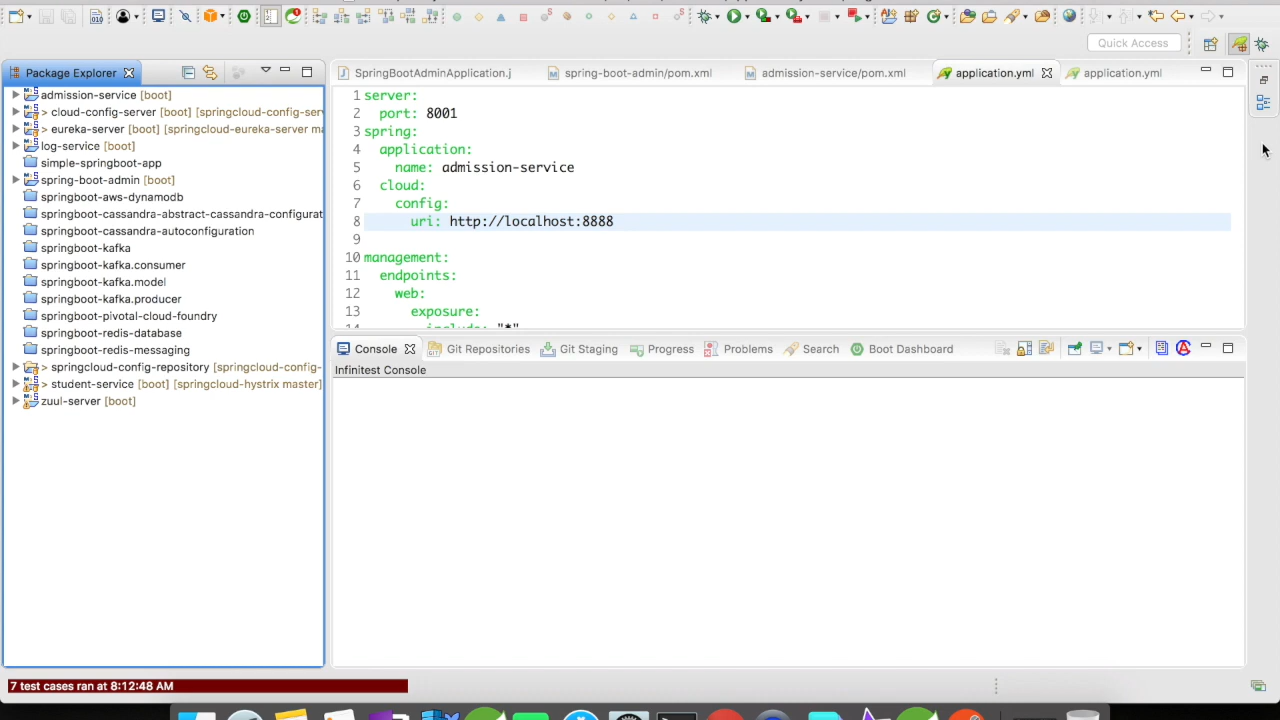 Quick Access
Package Explorer
SpringBootAdminApplication.j
spring-boot-admin/pom.xml
admission-service/pom.xml
application.yml
application.yml
admission-service [boot]
> cloud-config-server [boot] [springcloud-config-ser
> eureka-server [boot] [springcloud-eureka-server ma
log-service [boot]
simple-springboot-app
spring-boot-admin [boot]
springboot-aws-dynamodb
springboot-cassandra-abstract-cassandra-configurat
springboot-cassandra-autoconfiguration
springboot-kafka
springboot-kafka.consumer
springboot-kafka.model
springboot-kafka.producer
springboot-pivotal-cloud-foundry
springboot-redis-database
springboot-redis-messaging
> springcloud-config-repository [springcloud-config-
> student-service [boot] [springcloud-hystrix master]
zuul-server [boot]
1 server:
2 port: 8001
3 spring:
4 application:
5 name: admission-service
6 cloud:
7 config:
8 uri: http://localhost:8888
9
10 management:
11 endpoints:
12 web:
13 exposure:
14 include: "*"
Console
Git Repositories
Git Staging
Progress
Problems
Search
Boot Dashboard
Infinitest Console
7 test cases ran at 8:12:48 AM